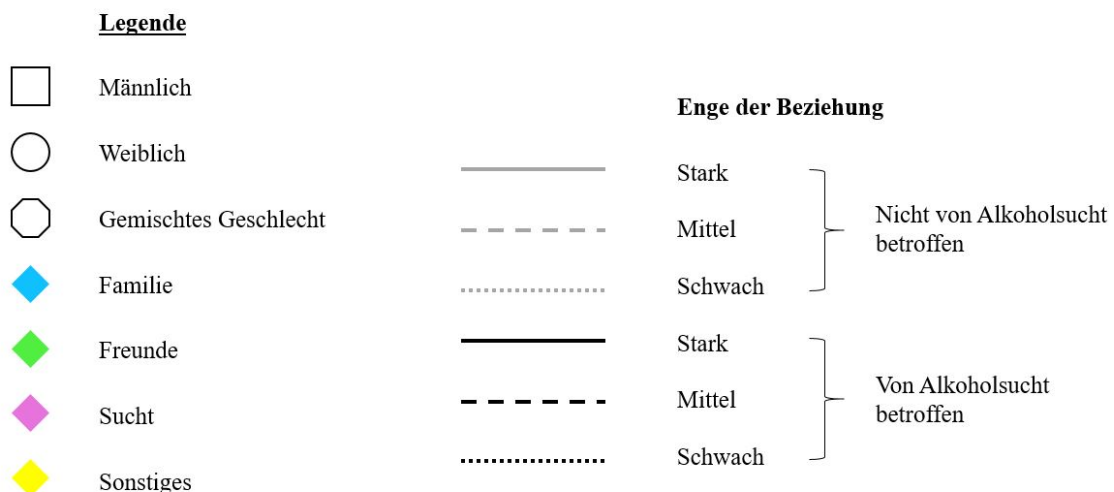 Legende
Männlich
Weiblich
Gemischtes Geschlecht
Familie
Freunde
Sucht
Sonstiges
Enge der Beziehung
Stark
Mittel
Schwach
Nicht von Alkoholsucht
betroffen
Stark
Mittel
Schwach
Von Alkoholsucht
betroffen